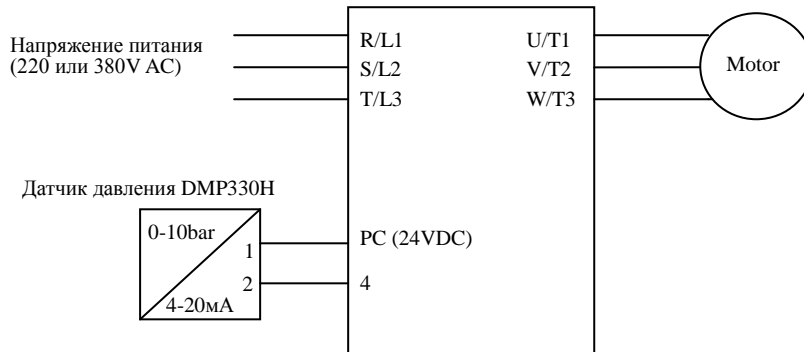 Напряжение питания
(220 или 380V AC)
R/L1
S/L2
T/L3
U/T1
V/T2
W/T3
Motor
Датчик давления DMP330H
0-10bar
1
2
4-20мА
PC (24VDC)
4